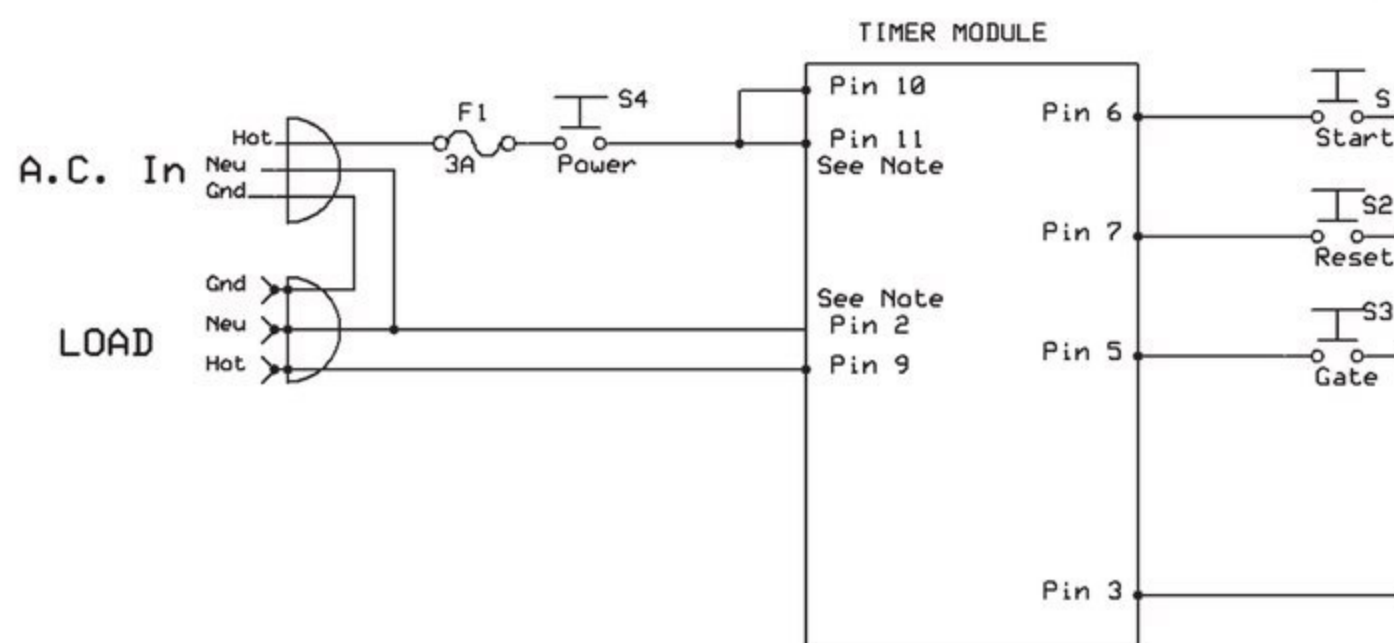 TIMER MODULE
Pin 10
F1
S4
Pin 6
S
Hot
Pin 11
Start
A.C. In
Neu
3A
Power
See Note
Gnd
S2
Pin 7
Reset
Gnd
See Note
S3
LOAD
Neu
Pin 2
Hot
Pin 9
Pin 5
Gate
Pin 3